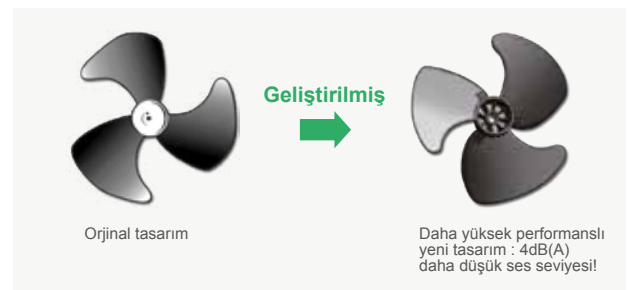 Geliştirilmiş
Orjinal tasarım
Daha yüksek performanslı
yeni tasarım : 4dB(A)
daha düşük ses seviyesi!